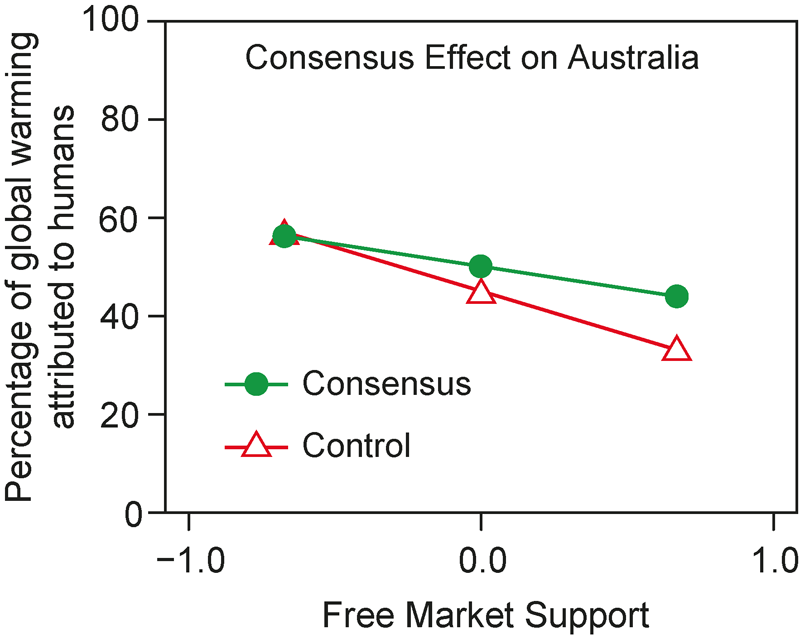 Consensus Effect on Australia
Percentage of global warming
attributed to humans
100
80
60
40
20
0
Consensus
Control
−1.0
0.0
1.0
Free Market Support